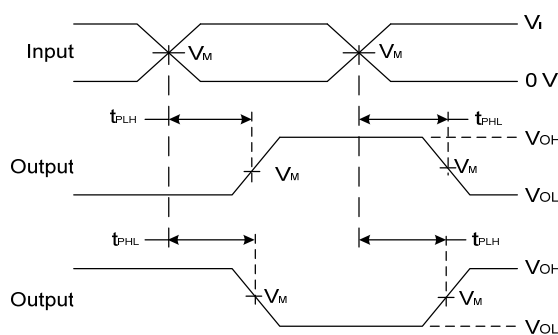 VI
Input VM VM
0 V
tPLH tPHL
VOH
Output VM VM
VOL
tPHL tPLH
VOH
Output VM VM
VOL